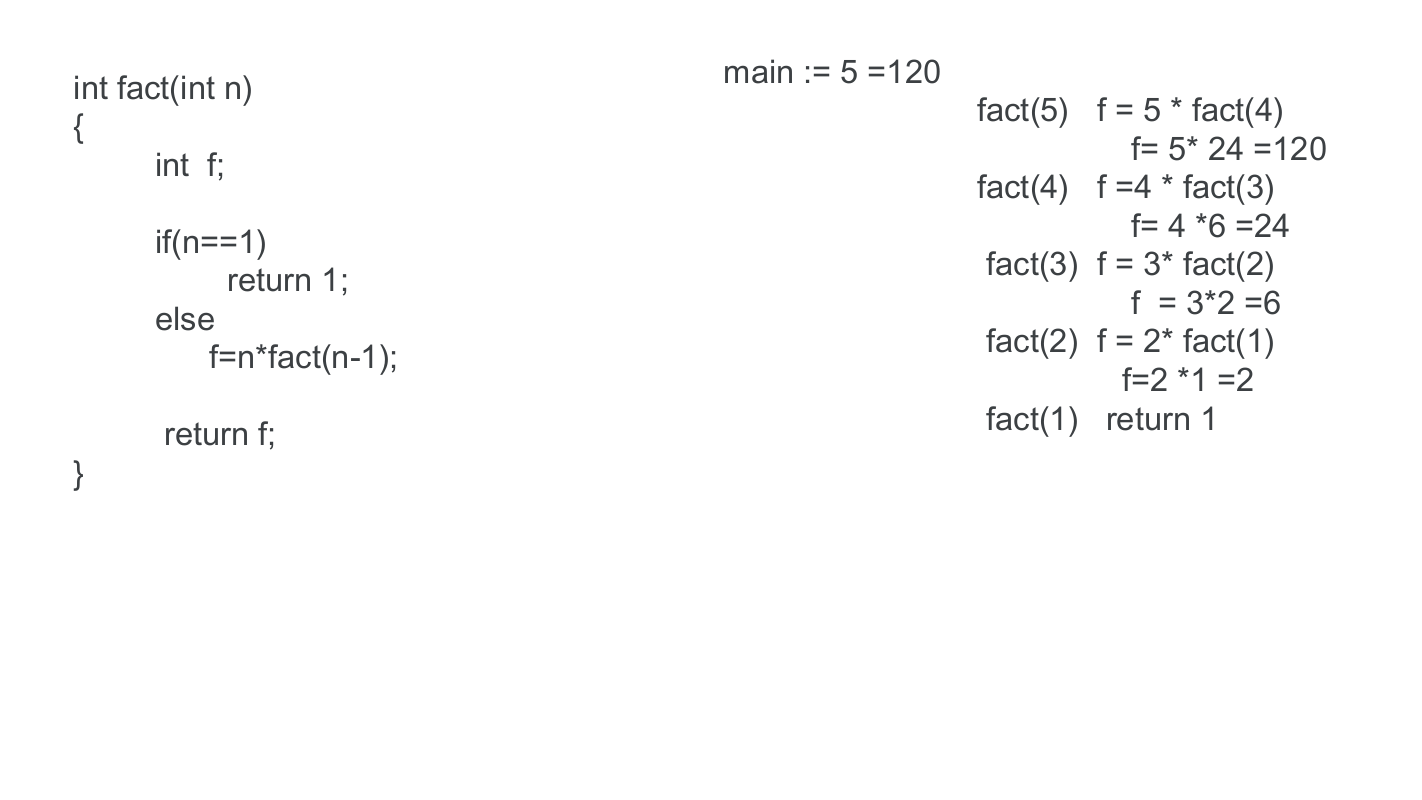 int fact(int n)
{
int  f;
if(n==1)
return 1;
else
f=n*fact(n-1);
return f;
}
main := 5 =120
fact(5)   f = 5 * fact(4)
f= 5* 24 =120
fact(4)   f =4 * fact(3)
f= 4 *6 =24
fact(3)  f = 3* fact(2)
f  = 3*2 =6
fact(2)  f = 2* fact(1)
f=2 *1 =2
fact(1)   return 1